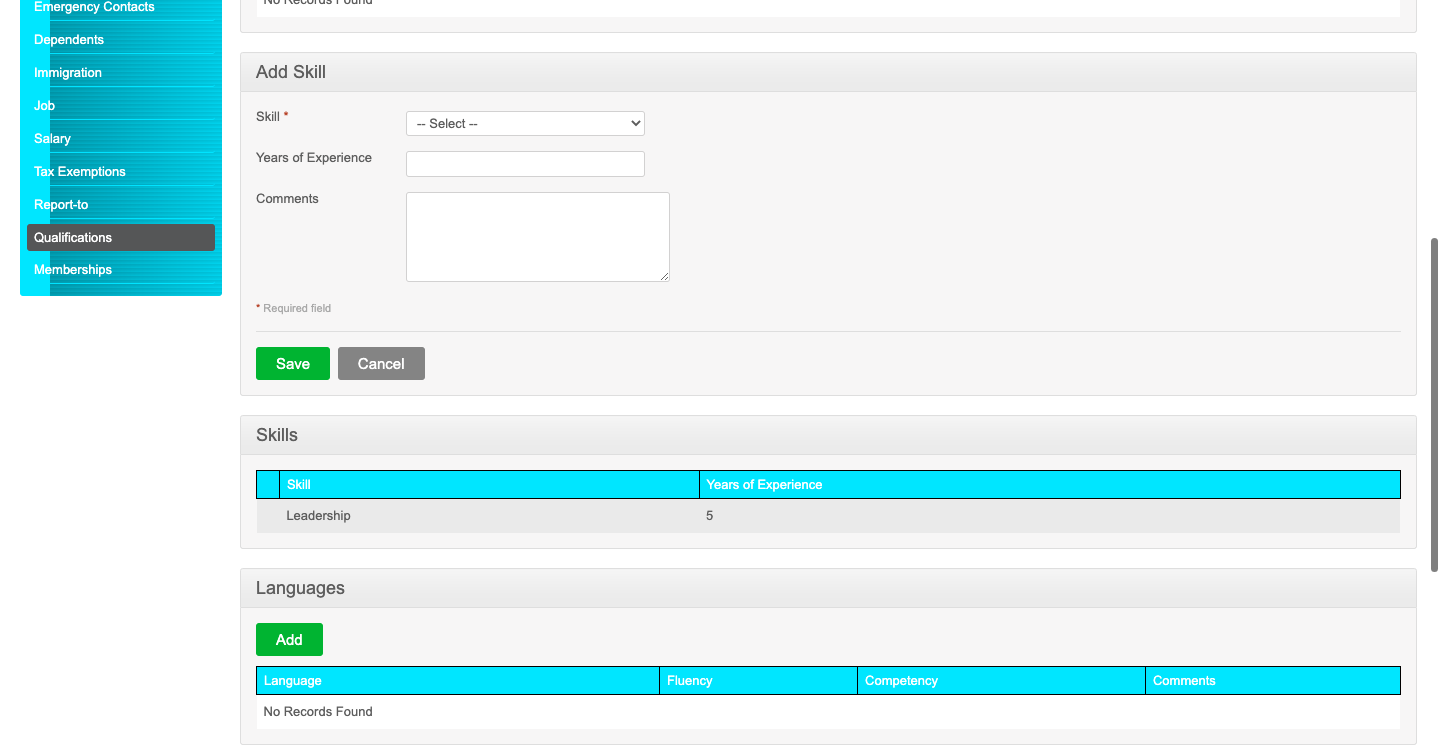 Emergency Contacts
Dependents
Immigration
Job
Salary
Tax Exemptions
Report-to
Qualifications
Memberships
No Records Found
Add Skill
Skill *
-- Select --
Years of Experience
Comments
* Required field
Save Cancel
Skills
Skill Years of Experience
Leadership 5
Languages
Add
Language Fluency Competency Comments
No Records Found